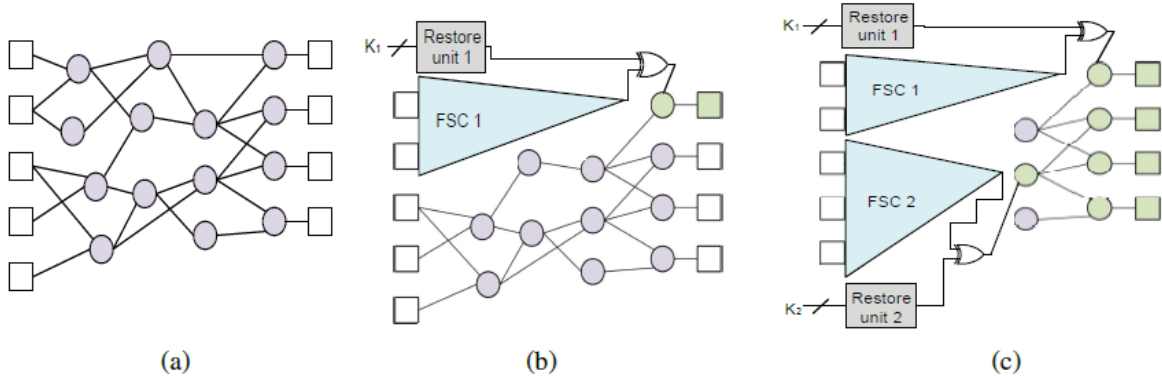 K₁
Restore
unit 1
FSC 1
(a)
(b)
K₁
Restore
unit 1
FSC 1
FSC 2
K₂
Restore
unit 2
(c)